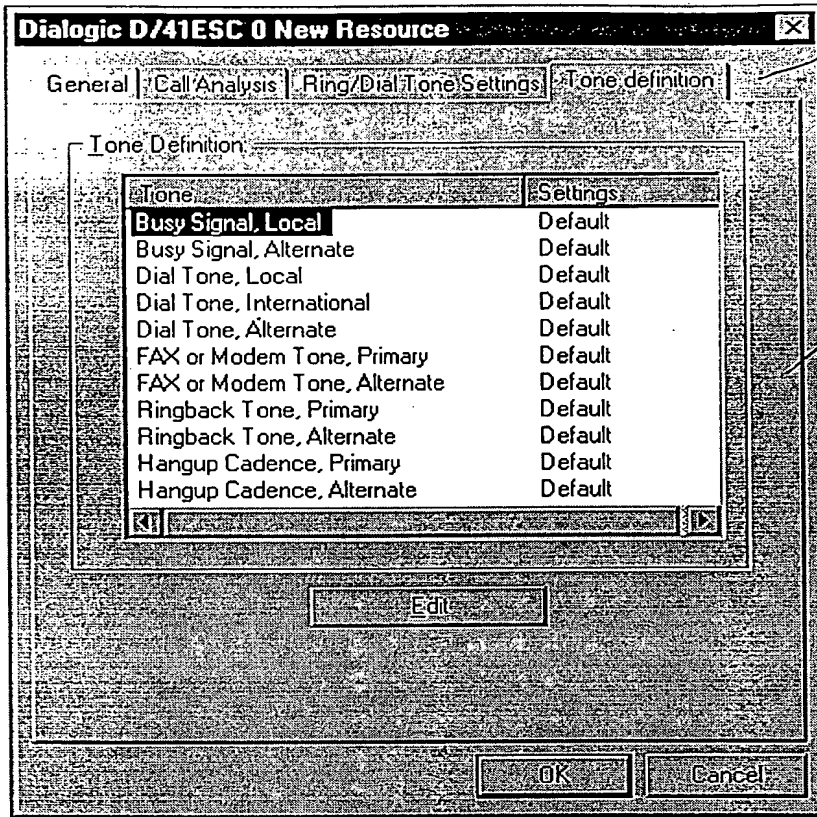 Dialogic D/41ESC 0 New Resource
General Call Analysis Ring/Dial Tone Settings Tone definition
Tone Definition:
Tone Settings
Busy Signal, Local Default
Busy Signal, Alternate Default
Dial Tone, Local Default
Dial Tone, International Default
Dial Tone, Alternate Default
FAX or Modem Tone, Primary Default
FAX or Modem Tone, Alternate Default
Ringback Tone, Primary Default
Ringback Tone, Alternate Default
Hangup Cadence, Primary Default
Hangup Cadence, Alternate Default
Edit
OK Cancel